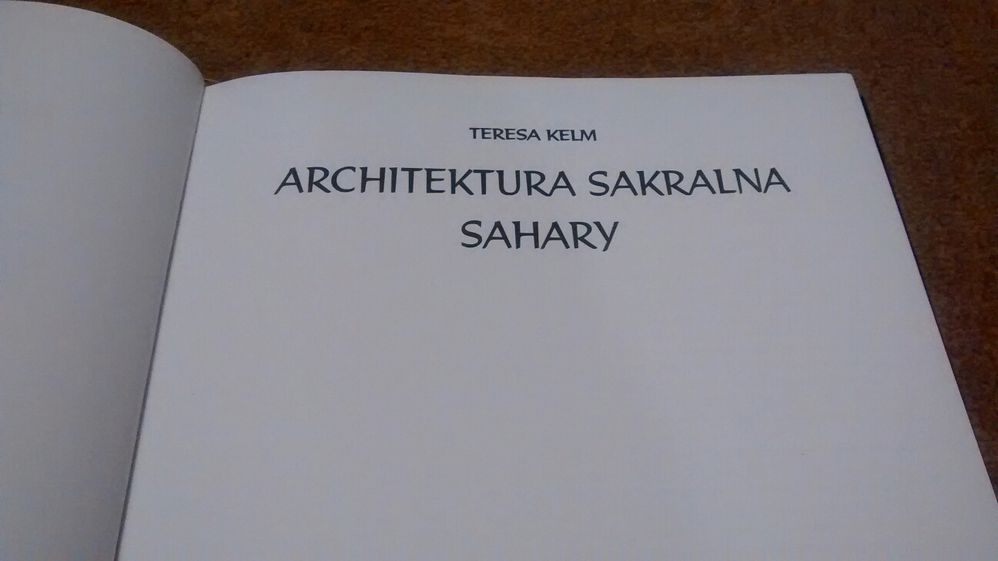 TERESA KELM
ARCHITEKTURA SAKRALNA
SAHARY